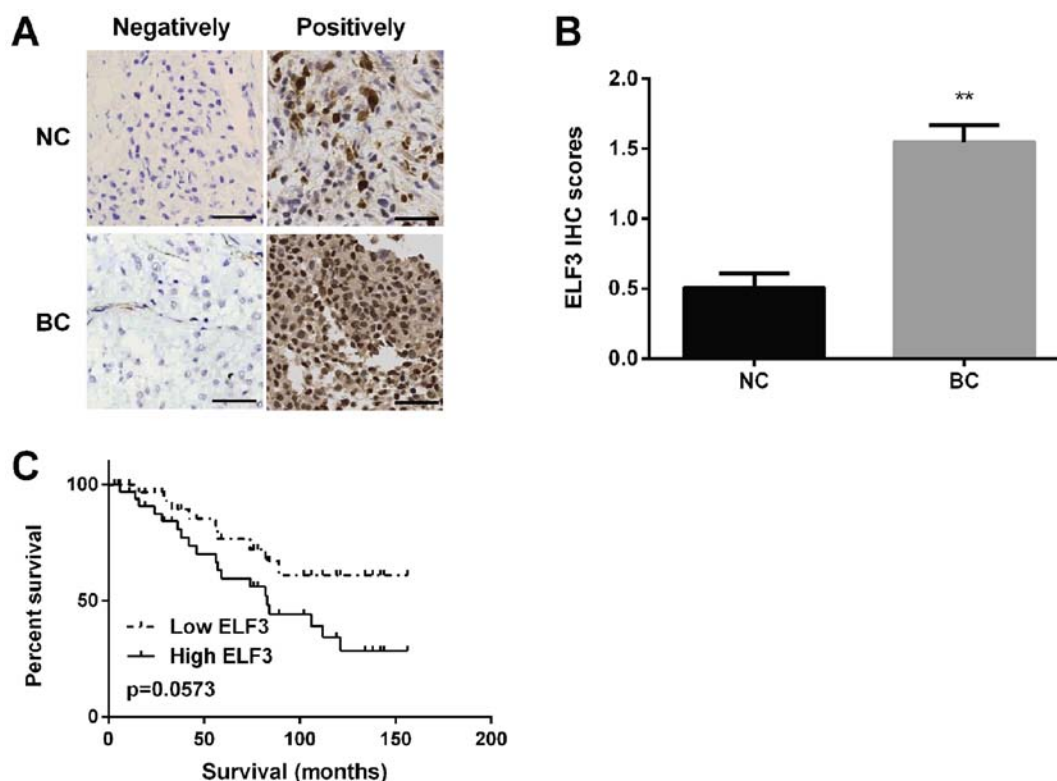 A
Negatively Positively
NC
BC
B
ELF3 IHC scores
2.0
1.5
1.0
0.5
0.0
**
NC BC
C
Percent survival
100
50
0
Low ELF3
High ELF3
p=0.0573
0 50 100 150 200
Survival (months)